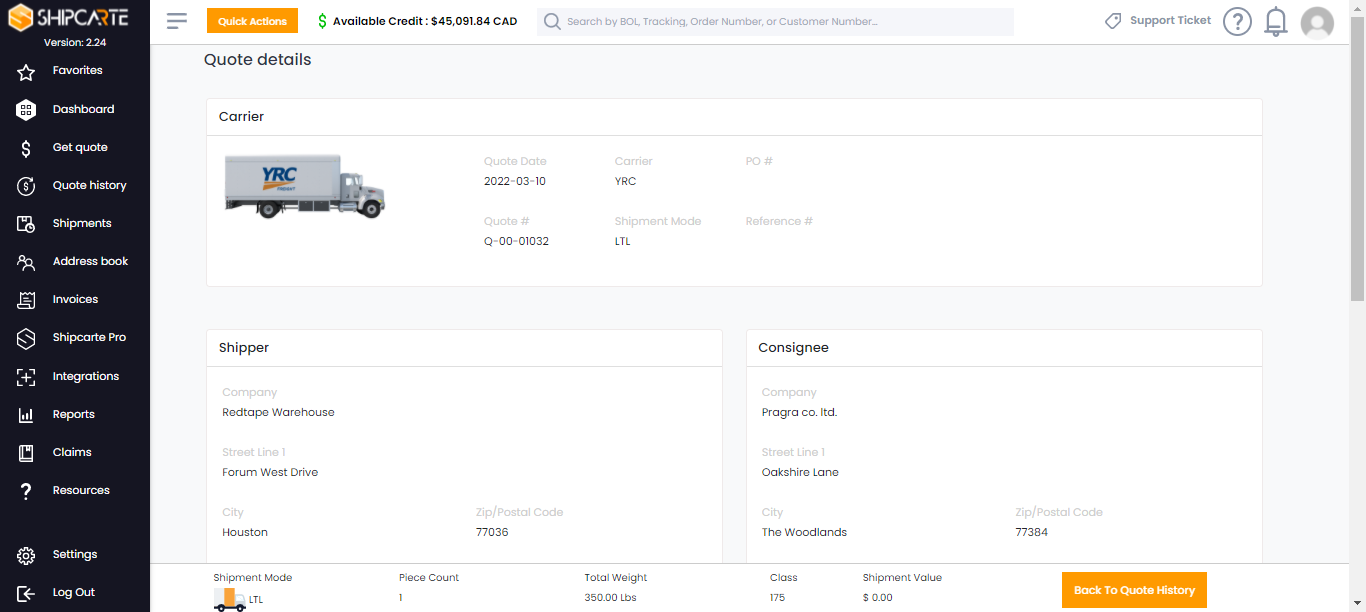 SHIPCARTE
Version: 2.24
Quick Actions
$ Available Credit : $45,091.84 CAD
Search by BOL, Tracking, Order Number, or Customer Number...
Support Ticket
?
Favorites
Dashboard
Get quote
Quote history
Shipments
Address book
Invoices
Shipcarte Pro
Integrations
Reports
Claims
Resources
Settings
Log Out
Quote details
Carrier
YRC
FREIGHT
Quote Date
2022-03-10
Carrier
YRC
PO #
Quote #
Q-00-01032
Shipment Mode
LTL
Reference #
Shipper
Company
Redtape Warehouse
Street Line 1
Forum West Drive
City
Houston
Zip/Postal Code
77036
Consignee
Company
Pragra co. ltd.
Street Line 1
Oakshire Lane
City
The Woodlands
Zip/Postal Code
77384
Shipment Mode
LTL
Piece Count
1
Total Weight
350.00 Lbs
Class
175
Shipment Value
$ 0.00
Back To Quote History